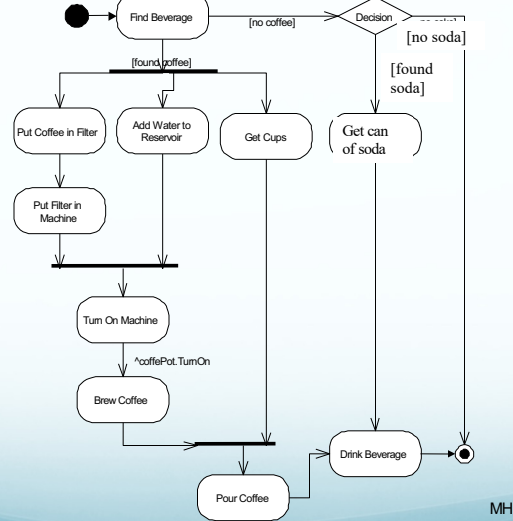 Find Beverage
[no coffee]
Decision
[no soda]
[found coffee]
[found
soda]
Put Coffee in Filter
Add Water to
Reservoir
Get Cups
Get can
of soda
Put Filter in
Machine
Turn On Machine
^coffePot.TurnOn
Brew Coffee
Drink Beverage
Pour Coffee
MH